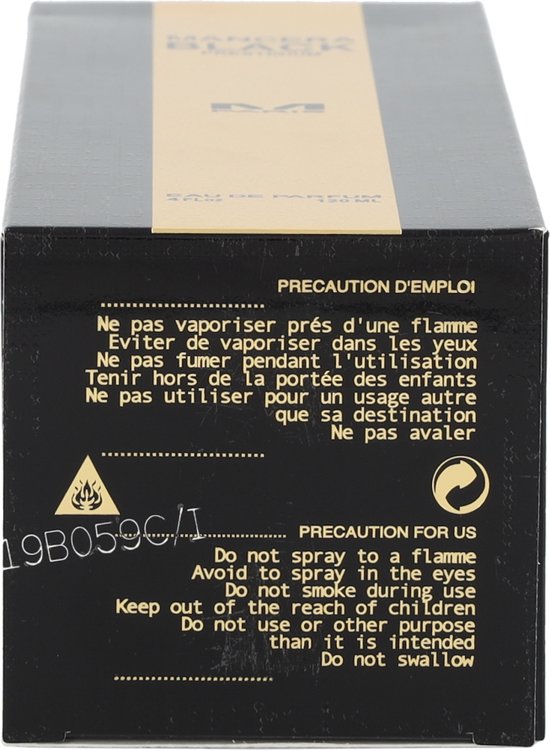 MANCERA
BLACK
M
PARIS
EAU DE PARFUM
4 FL oz 120 ML
PRECAUTION D'EMPLOI
Ne pas vaporiser prés d'une flamme
Eviter de vaporiser dans les yeux
Ne pas fumer pendant l'utilisation
Tenir hors de la portée des enfants
Ne pas utiliser pour un usage autre
que sa destination
Ne pas avaler
19B059C/I
PRECAUTION FOR US
Do not spray to a flamme
Avoid to spray in the eyes
Do not smoke during use
Keep out of the reach of children
Do not use or other purpose
than it is intended
Do not swallow